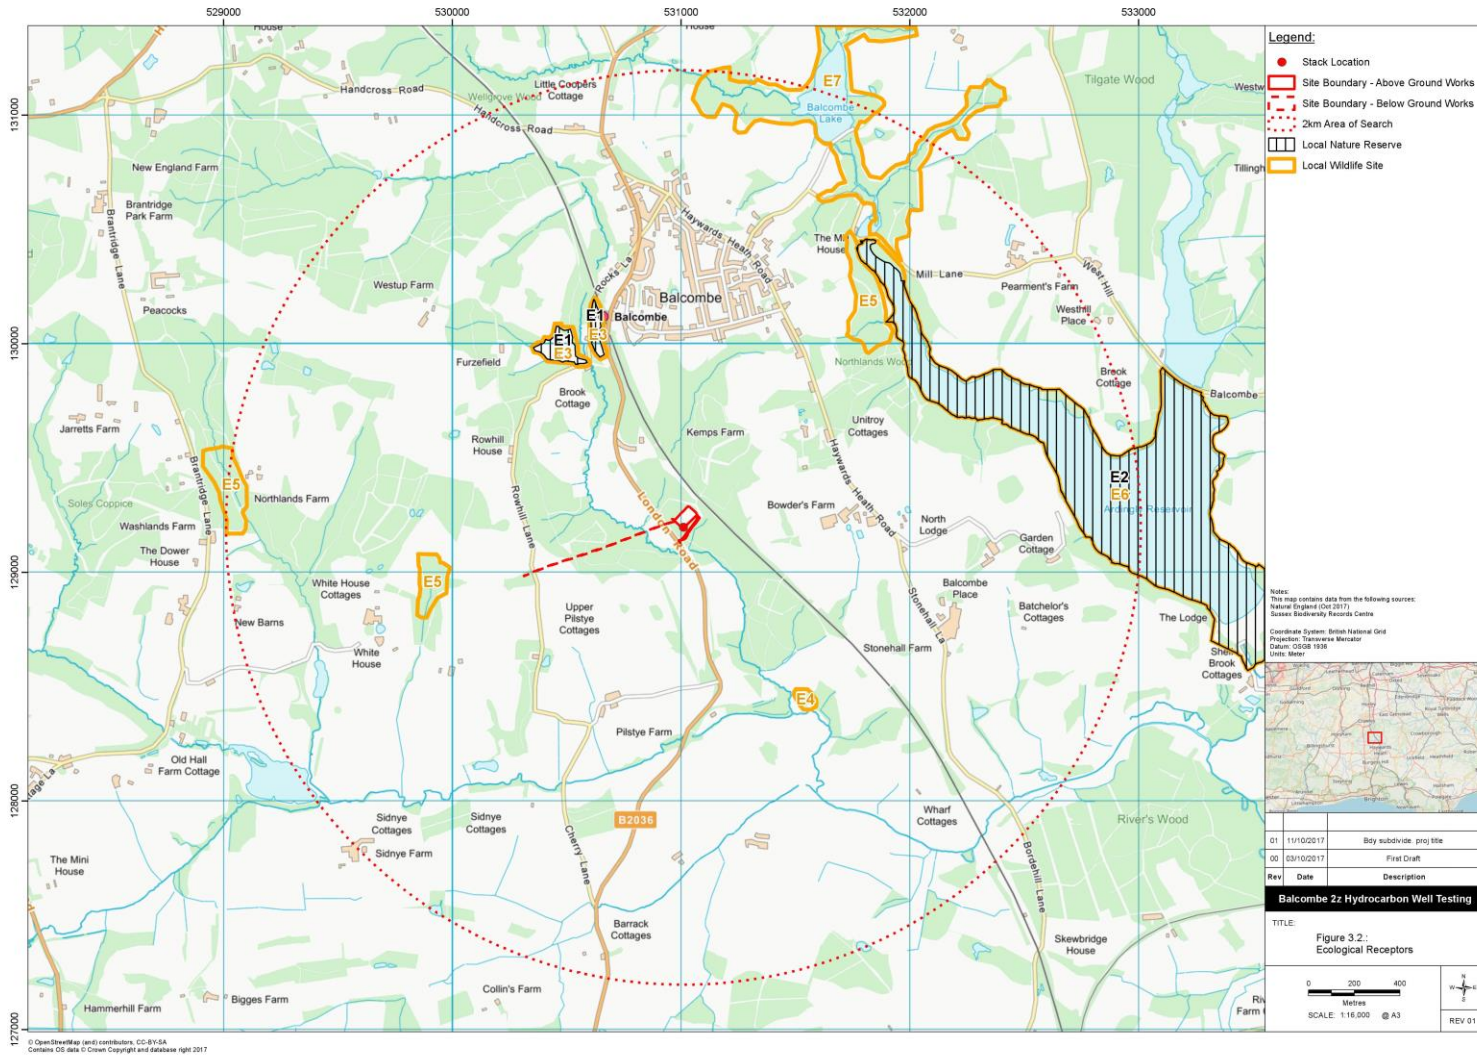 529000
530000
531000
532000
533000
131000
130000
129000
128000
127000
House
House
Little Coopers
Cottage
Wellgrove Wood
Handcross Road
Handcross Road
E7
Balcombe
Lake
Tilgate Wood
New England Farm
Brantridge
Park Farm
Brantridge Lane
Haywards Heath Road
The Mi
House
Mill Lane
Pearment's Farm
West Hill
Westup Farm
Rocks La
Balcombe
E5
Westhill
Place
Peacocks
E1
Balcombe
E3
E1
E3
Furzefield
Northlands Wood
Brook
Cottage
Brook
Cottage
Balcombe
Jarretts Farm
Rowhill
House
Kemps Farm
Unitroy
Cottages
Haywards Heath Road
E5
Brantridge Lane
Northlands Farm
Soles Coppice
Rowhill Lane
London Road
Bowder's Farm
E2
E6
Ardingly Reservoir
Washlands Farm
North
Lodge
The Dower
House
Garden
Cottage
White House
Cottages
E5
Balcombe
Place
New Barns
Upper
Pilstye
Cottages
Batchelor's
Cottages
The Lodge
White
House
Stonehall La
Stonehall Farm
Brook
Cottages
E4
Pilstye Farm
Old Hall
Farm Cottage
Sidnye
Cottages
Sidnye
Cottages
B2036
Wharf
Cottages
River's Wood
Sidnye Farm
The Mini
House
Cherry Lane
Bordehill Lane
Barrack
Cottages
Skewbridge
House
Hammerhill Farm
Bigges Farm
Collin's Farm
© OpenStreetMap (and) contributors, CC-BY-SA
Contains OS data © Crown Copyright and database right 2017
Legend:
Stack Location
Site Boundary - Above Ground Works
Site Boundary - Below Ground Works
2km Area of Search
Local Nature Reserve
Local Wildlife Site
Notes:
This map contains data from the following sources:
Natural England (Oct 2017)
Sussex Biodiversity Records Centre
Coordinate System: British National Grid
Projection: Transverse Mercator
Datum: OSGB 1936
Units: Meter
01 11/10/2017 Bdy subdivide proj title
00 03/10/2017 First Draft
Rev Date Description
Balcombe 2z Hydrocarbon Well Testing
TITLE:
Figure 3.2.:
Ecological Receptors
0 200 400
Metres
SCALE: 1:16,000 @ A3
N
W E
S
REV 01